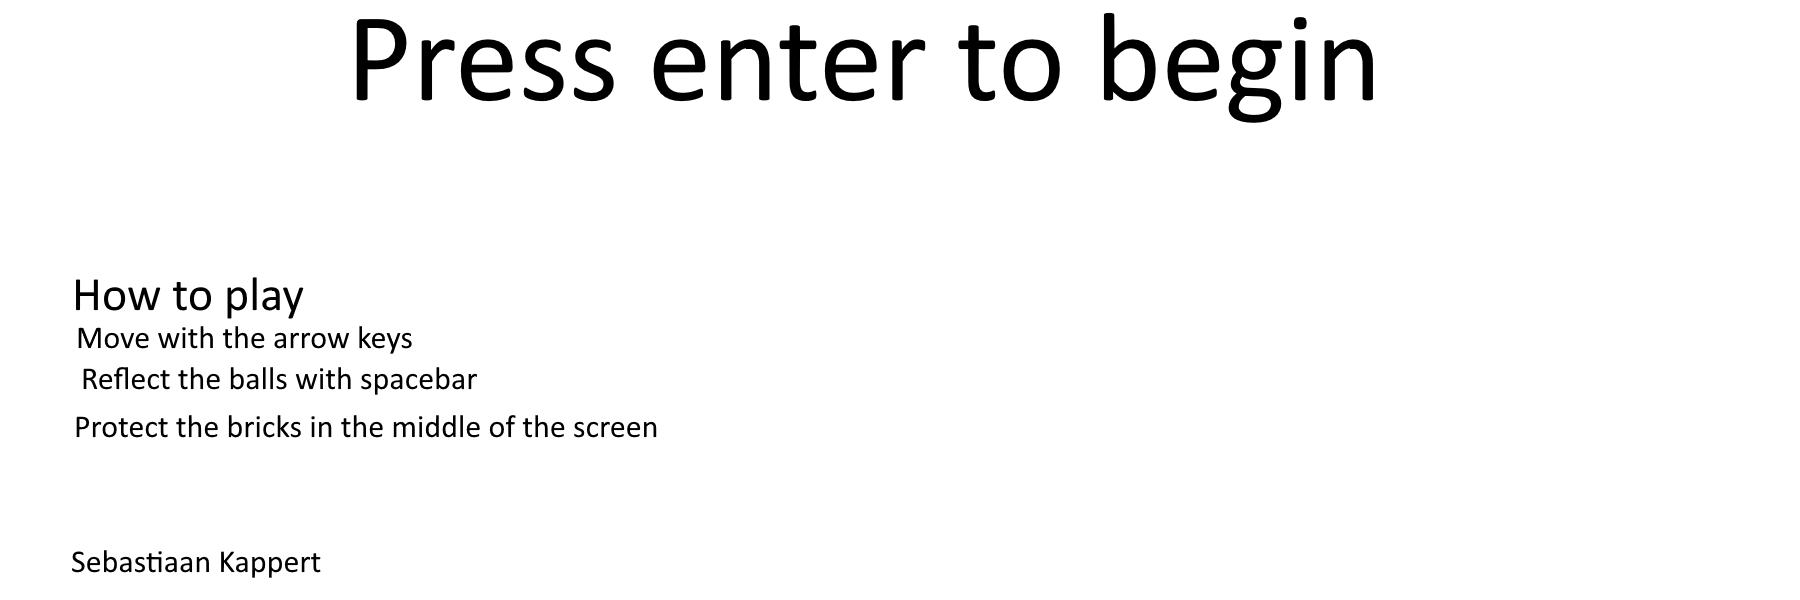 Press enter to begin
How to play
Move with the arrow keys
Reflect the balls with spacebar
Protect the bricks in the middle of the screen
Sebastiaan Kappert